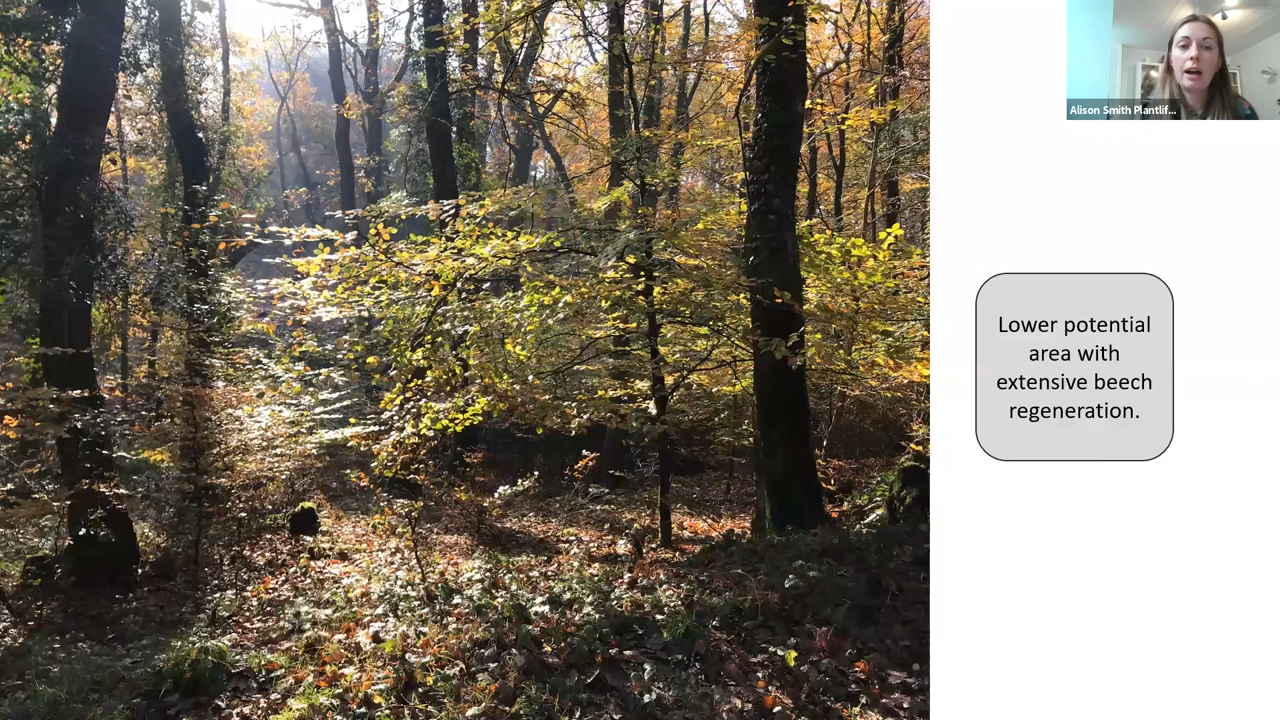 Alison Smith Plantlif...
Lower potential
area with
extensive beech
regeneration.